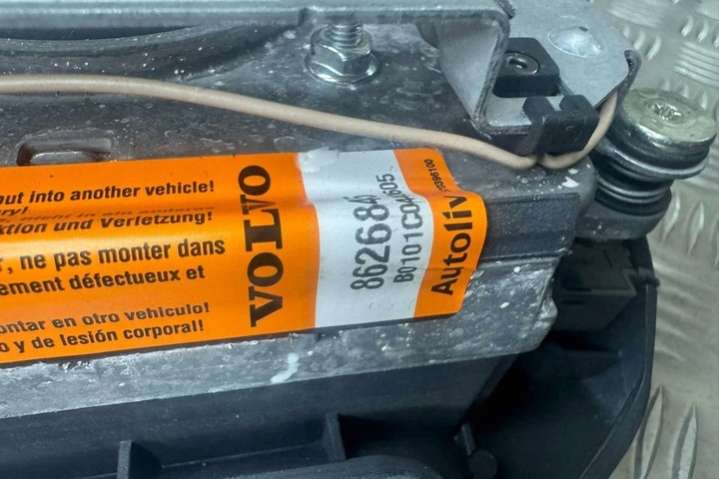 put into another vehicle!
ktion und Verletzung!
, ne pas monter dans
ement défectueux et
ontar en otro vehiculo!
o y de lesión corporal!
VOLVO
862684
Autoliv